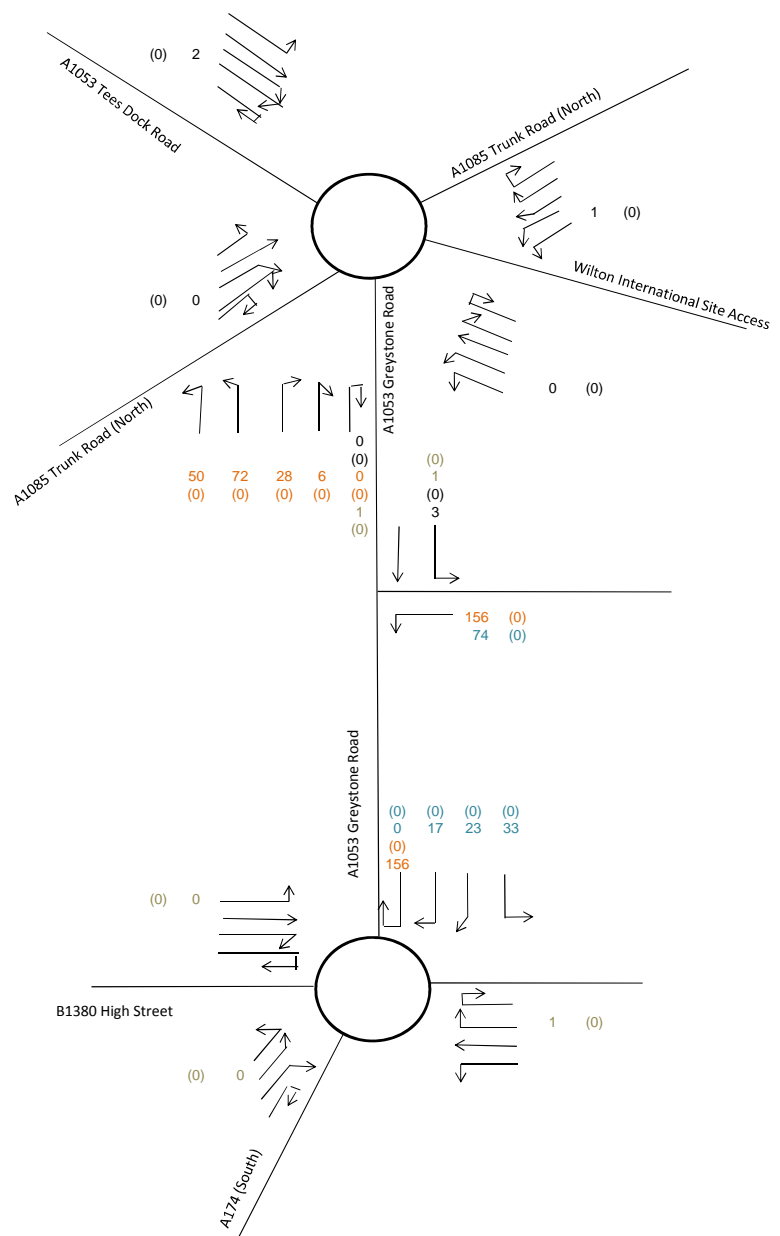 (0) 2
A1053 Tees Dock Road
A1085 Trunk Road (North)
1 (0)
Wilton International Site Access
(0) 0
A1053 Greystone Road
0 (0)
A1085 Trunk Road (North)
0
(0)
(0)
50 72 28 6 0 1
(0) (0) (0) (0) (0) (0)
1 3
(0)
156 (0)
74 (0)
A1053 Greystone Road
(0) (0) (0) (0)
0 17 23 33
(0)
156
(0) 0
B1380 High Street
1 (0)
(0) 0
A174 (South)